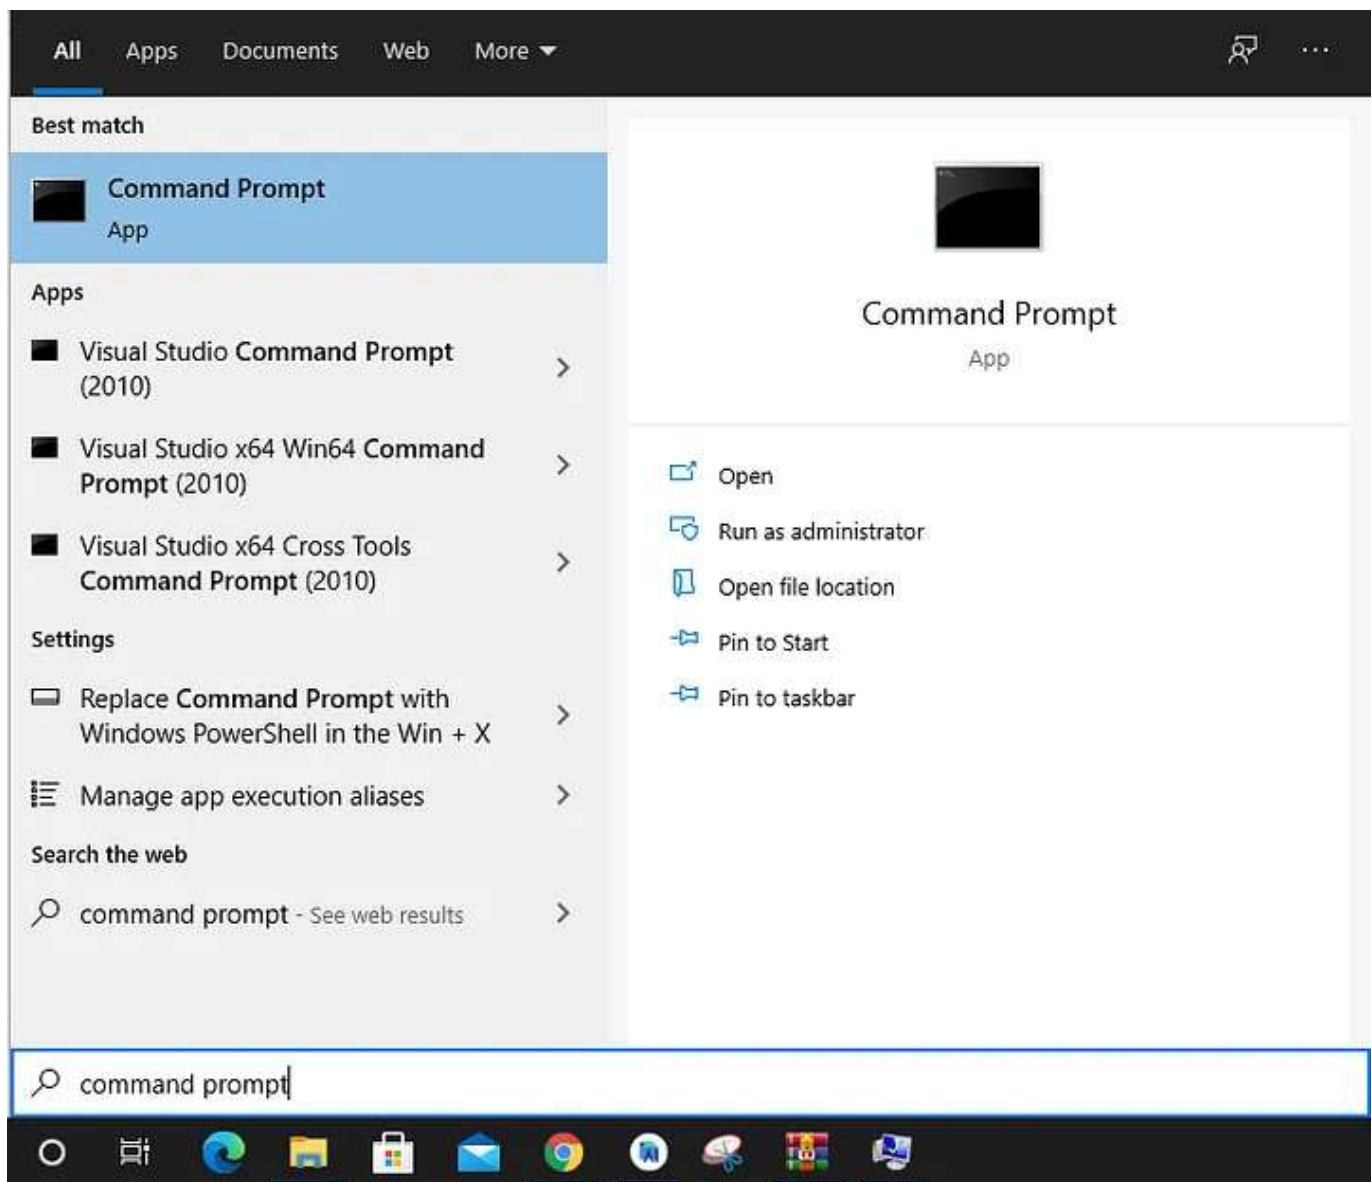 All Apps Documents Web More
Best match
Command Prompt
App
Apps
Visual Studio Command Prompt
(2010)
Visual Studio x64 Win64 Command
Prompt (2010)
Visual Studio x64 Cross Tools
Command Prompt (2010)
Settings
Replace Command Prompt with
Windows PowerShell in the Win + X
Manage app execution aliases
Search the web
command prompt - See web results
Command Prompt
App
Open
Run as administrator
Open file location
Pin to Start
Pin to taskbar
command prompt